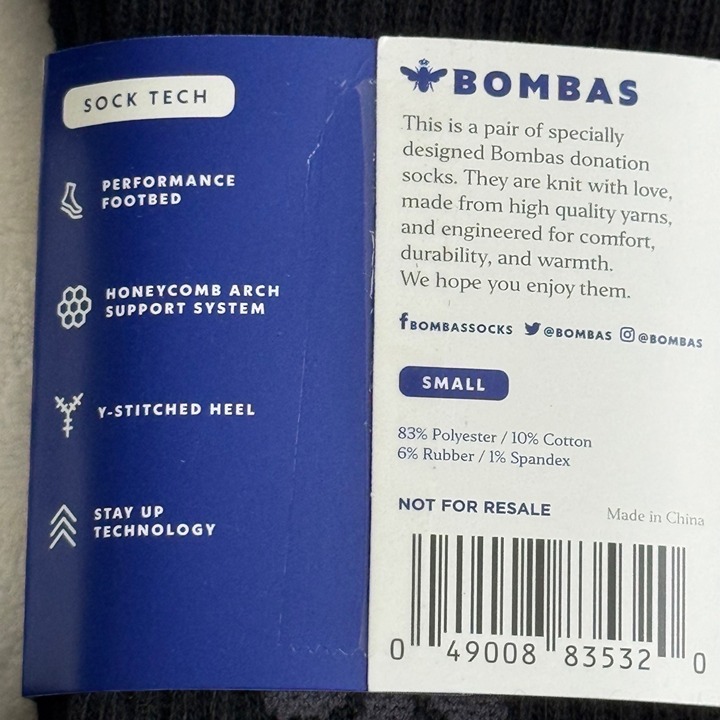 SOCK TECH
PERFORMANCE
FOOTBED
HONEYCOMB ARCH
SUPPORT SYSTEM
Y-STITCHED HEEL
STAY UP
TECHNOLOGY
BOMBAS
This is a pair of specially
designed Bombas donation
socks. They are knit with love,
made from high quality yarns,
and engineered for comfort,
durability, and warmth.
We hope you enjoy them.
BOMBASSOCKS @BOMBAS @BOMBAS
SMALL
83% Polyester / 10% Cotton
6% Rubber / 1% Spandex
NOT FOR RESALE Made in China
0 49008 83532 0